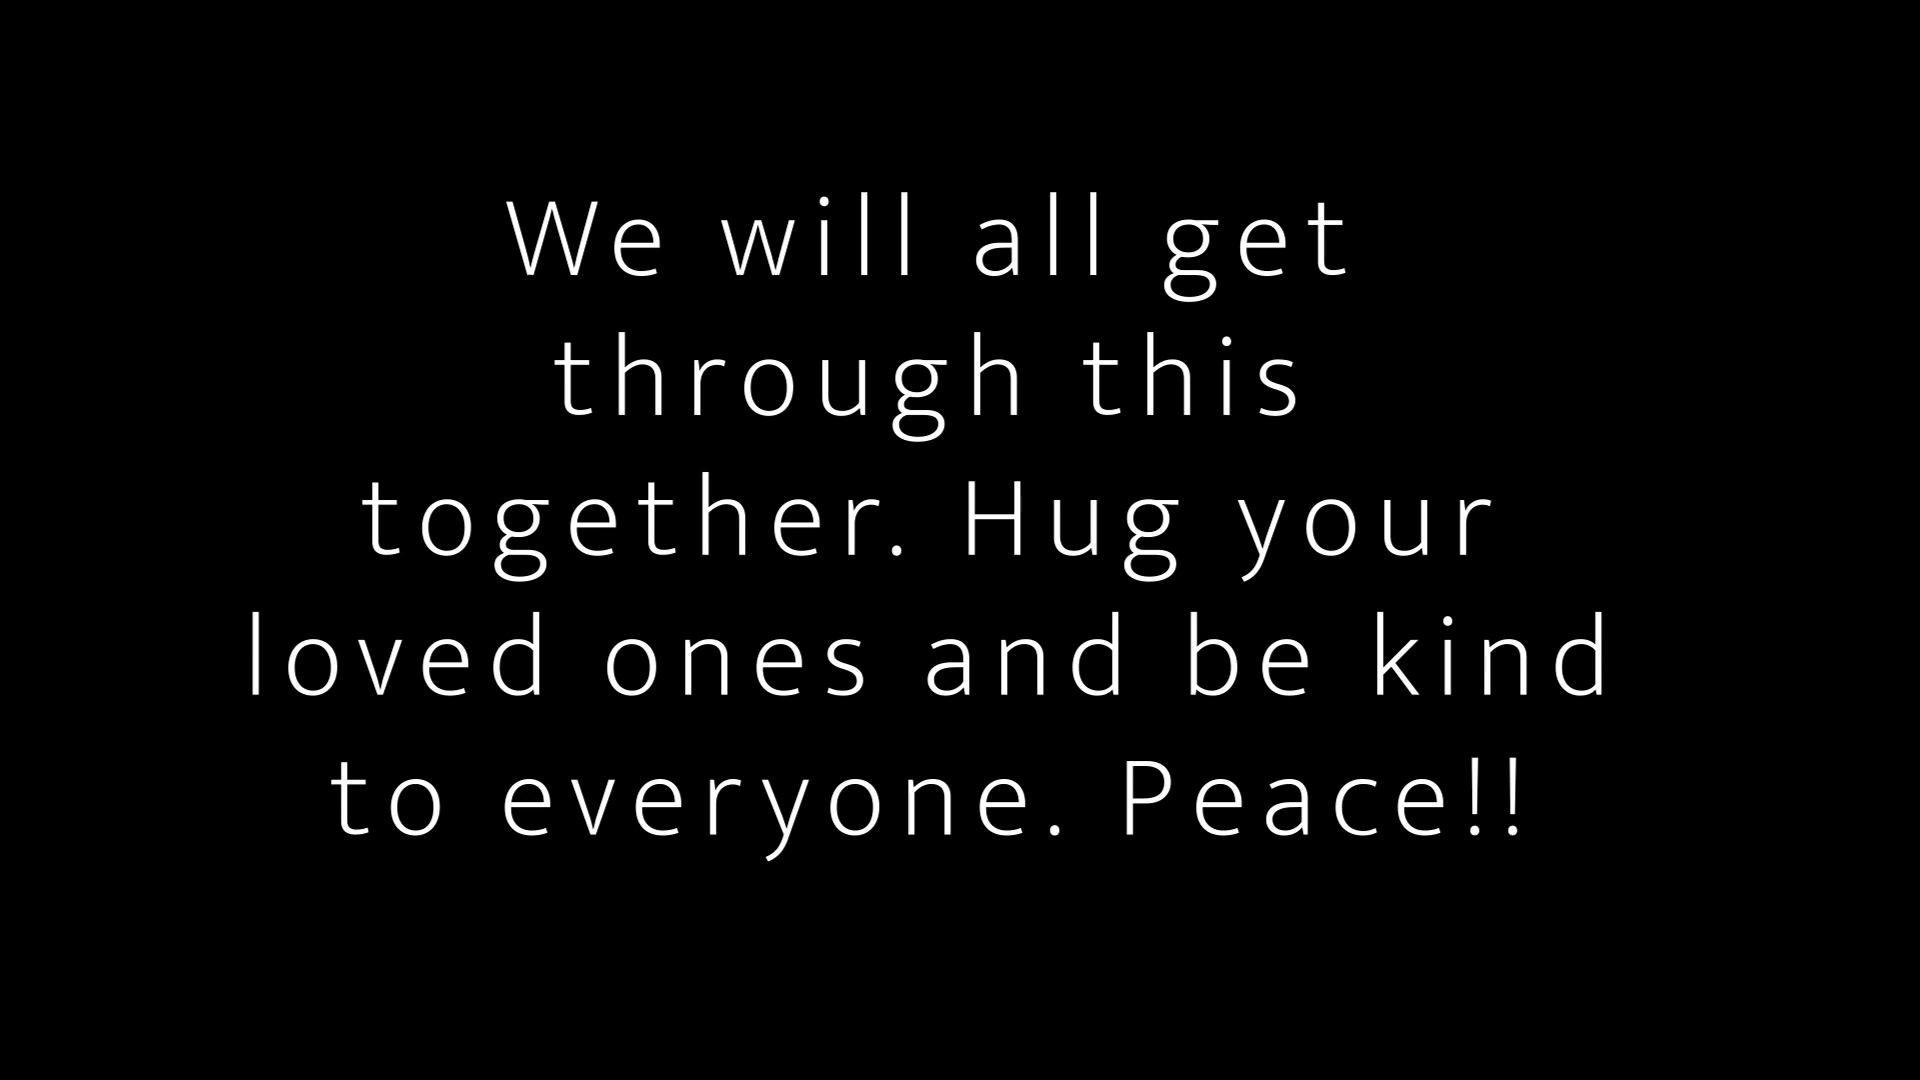 We will all get
through this
together. Hug your
loved ones and be kind
to everyone. Peace!!